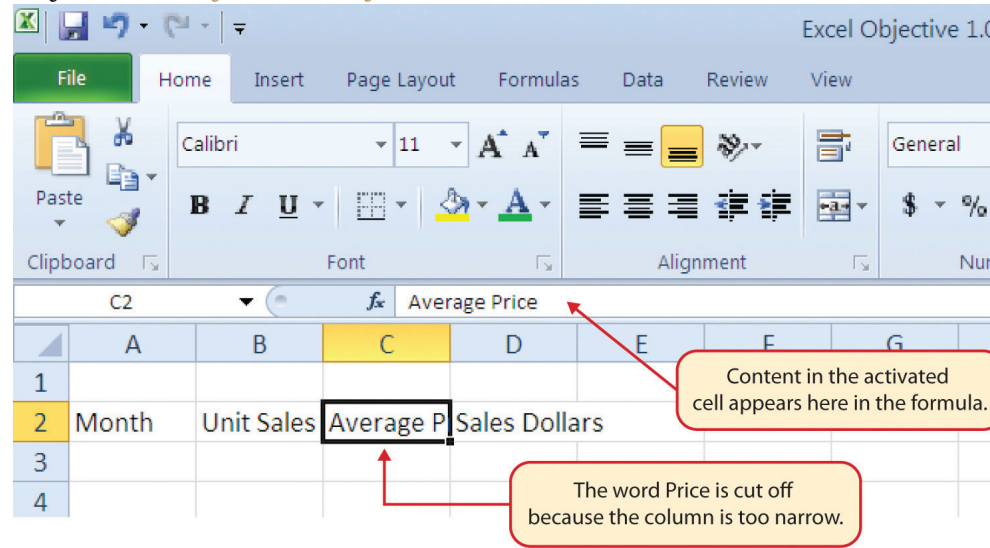 Excel Objective 1.0
File Home Insert Page Layout Formulas Data Review View
Calibri 11 A A General
Paste B I U A a $ %
Clipboard Font Alignment Nur
C2 fx Average Price
A B C D E F G
1
2 Month Unit Sales Average P Sales Dollars
3
4
Content in the activated
cell appears here in the formula.
The word Price is cut off
because the column is too narrow.